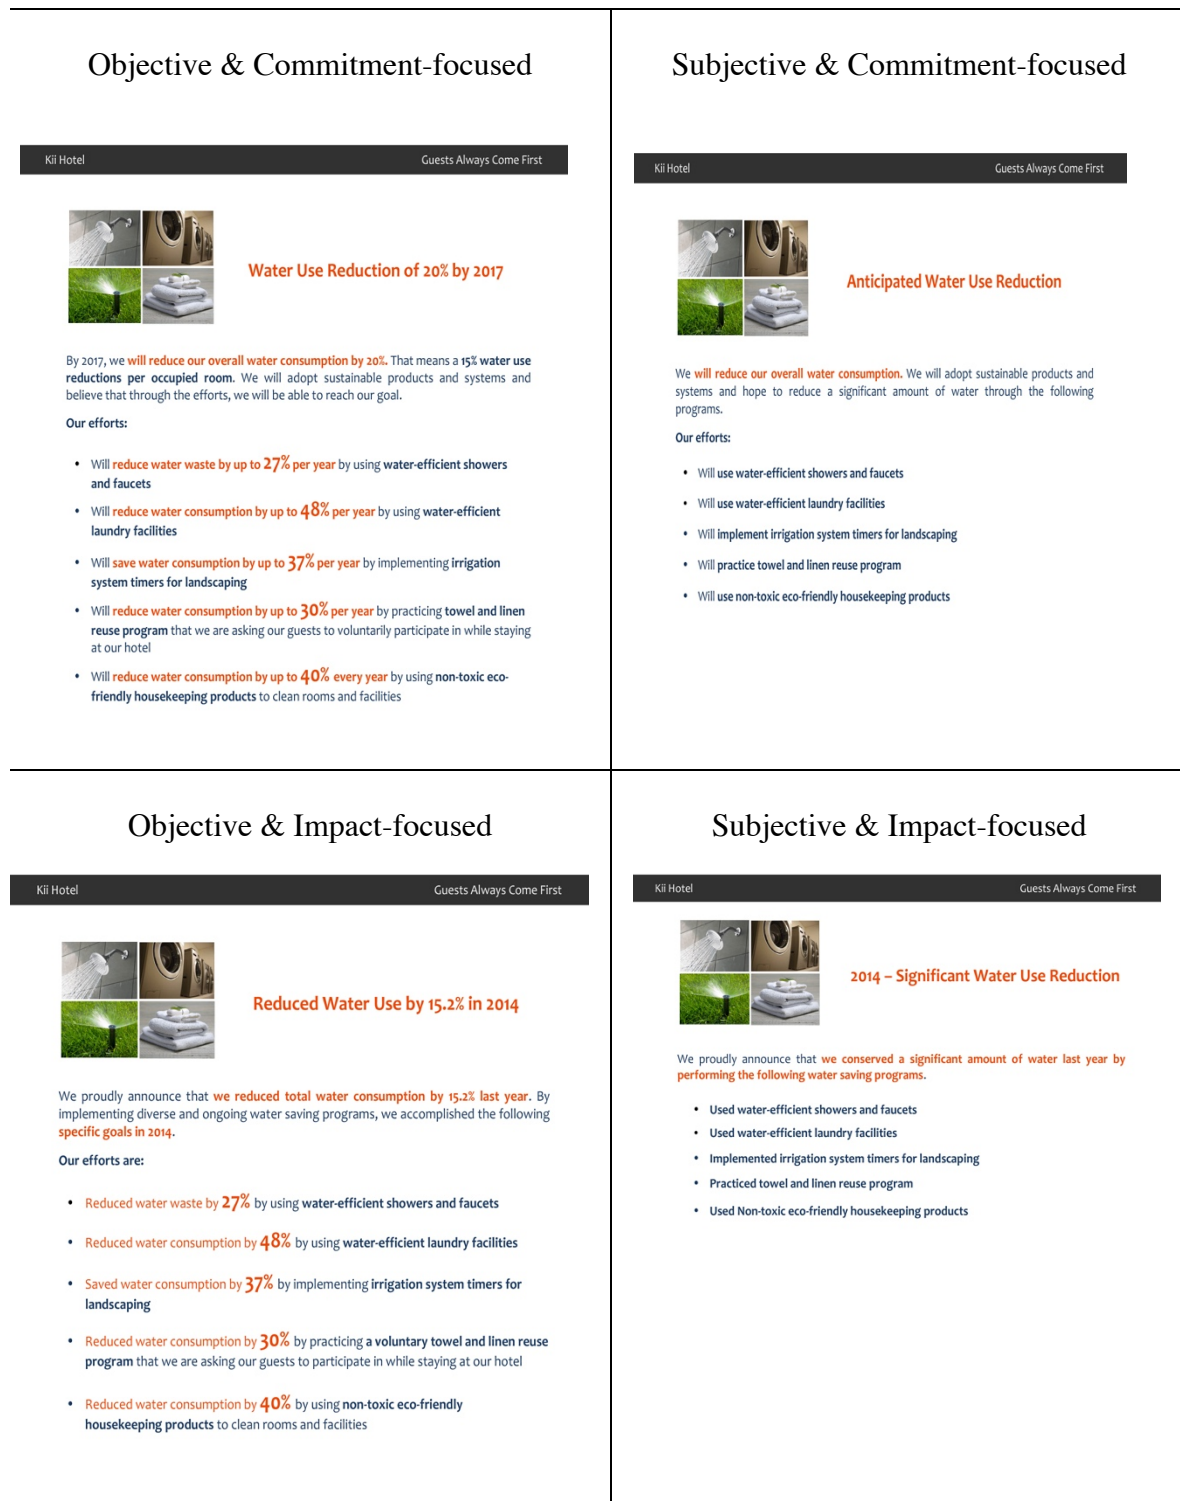 Objective & Commitment-focused
Kii Hotel Guests Always Come First
Water Use Reduction of 20% by 2017
By 2017, we will reduce our overall water consumption by 20%. That means a 15% water use
reductions per occupied room. We will adopt sustainable products and systems and
believe that through the efforts, we will be able to reach our goal.
Our efforts:
• Will reduce water waste by up to 27% per year by using water-efficient showers
and faucets
• Will reduce water consumption by up to 48% per year by using water-efficient
laundry facilities
• Will save water consumption by up to 37% per year by implementing irrigation
system timers for landscaping
• Will reduce water consumption by up to 30% per year by practicing towel and linen
reuse program that we are asking our guests to voluntarily participate in while staying
at our hotel
• Will reduce water consumption by up to 40% every year by using non-toxic eco-
friendly housekeeping products to clean rooms and facilities
Subjective & Commitment-focused
Kii Hotel Guests Always Come First
Anticipated Water Use Reduction
We will reduce our overall water consumption. We will adopt sustainable products and
systems and hope to reduce a significant amount of water through the following
programs.
Our efforts:
• Will use water-efficient showers and faucets
• Will use water-efficient laundry facilities
• Will implement irrigation system timers for landscaping
• Will practice towel and linen reuse program
• Will use non-toxic eco-friendly housekeeping products
Objective & Impact-focused
Kii Hotel Guests Always Come First
Reduced Water Use by 15.2% in 2014
We proudly announce that we reduced total water consumption by 15.2% last year. By
implementing diverse and ongoing water saving programs, we accomplished the following
specific goals in 2014.
Our efforts are:
• Reduced water waste by 27% by using water-efficient showers and faucets
• Reduced water consumption by 48% by using water-efficient laundry facilities
• Saved water consumption by 37% by implementing irrigation system timers for
landscaping
• Reduced water consumption by 30% by practicing a voluntary towel and linen reuse
program that we are asking our guests to participate in while staying at our hotel
• Reduced water consumption by 40% by using non-toxic eco-friendly
housekeeping products to clean rooms and facilities
Subjective & Impact-focused
Kii Hotel Guests Always Come First
2014 – Significant Water Use Reduction
We proudly announce that we conserved a significant amount of water last year by
performing the following water saving programs.
• Used water-efficient showers and faucets
• Used water-efficient laundry facilities
• Implemented irrigation system timers for landscaping
• Practiced towel and linen reuse program
• Used Non-toxic eco-friendly housekeeping products